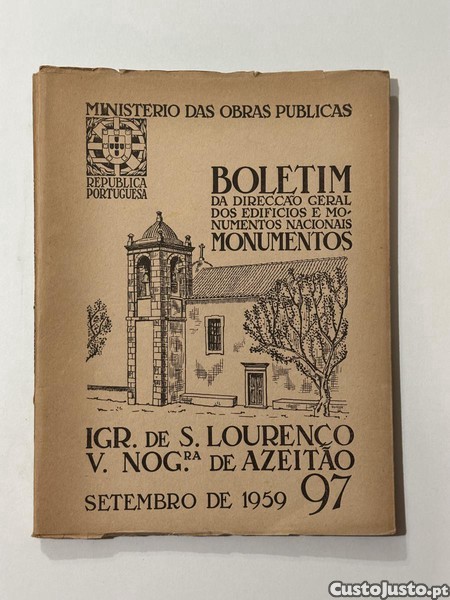 MINISTERIO DAS OBRAS PUBLICAS
REPUBLICA
PORTUGUESA
BOLETIM
DA DIRECCÃO GERAL
DOS EDIFICIOS E MO-
NUMENTOS NACIONAIS
MONUMENTOS
IGR. DE S. LOURENÇO
V. NOG.RA DE AZEITÃO
SETEMBRO DE 1959 97
CustoJusto.pt